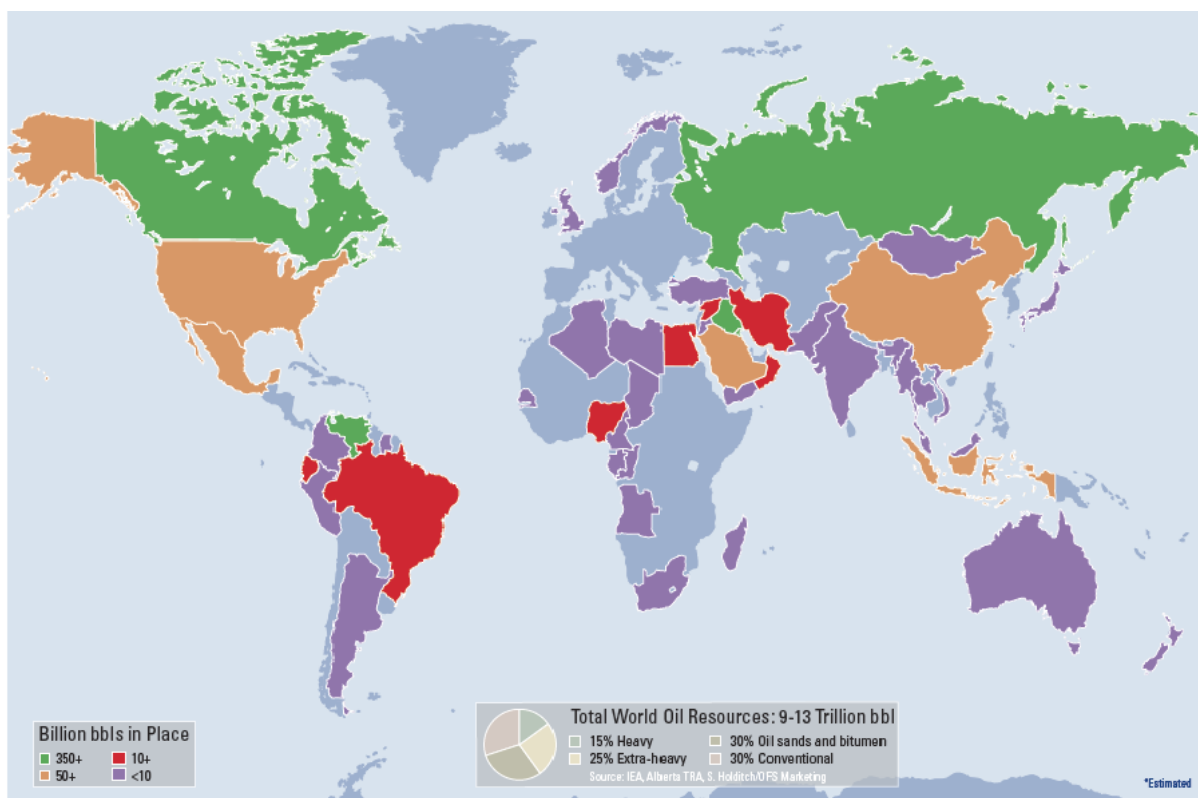 Billion bbls in Place
350+ 10+
50+ <10
Total World Oil Resources: 9-13 Trillion bbl
15% Heavy 30% Oil sands and bitumen
25% Extra-heavy 30% Conventional
Source: IEA, Alberta TRA, S. Holditch/OFS Marketing
*Estimated